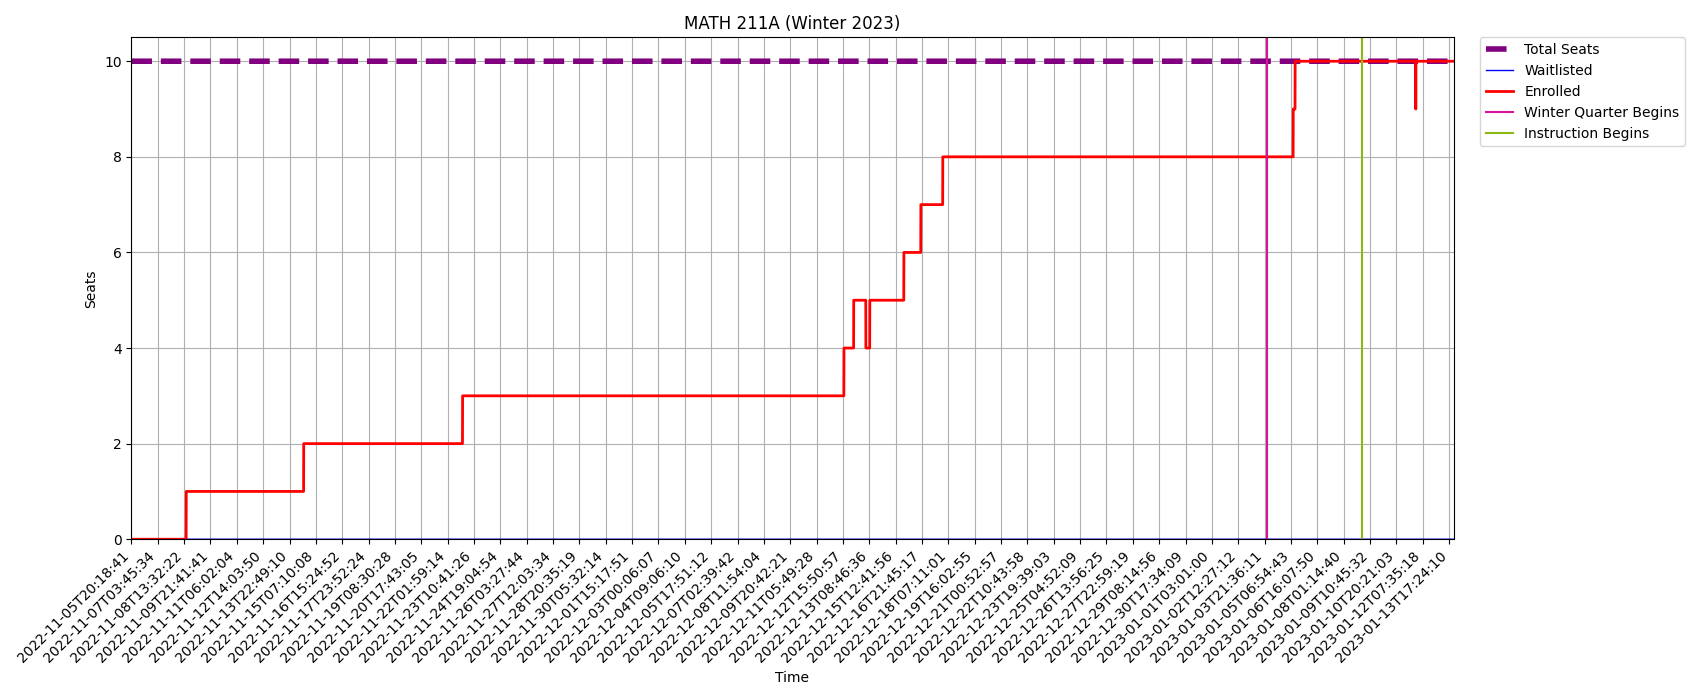 MATH 211A (Winter 2023)
Total Seats
Waitlisted
Enrolled
Winter Quarter Begins
Instruction Begins
10
8
6
4
2
0
Seats
2022-11-05T20:18:41
2022-11-07T03:45:34
2022-11-08T13:32:22
2022-11-09T21:41:41
2022-11-11T06:02:04
2022-11-12T14:03:50
2022-11-13T22:49:10
2022-11-15T07:10:08
2022-11-16T15:24:52
2022-11-17T23:52:24
2022-11-19T08:30:28
2022-11-20T17:43:05
2022-11-22T01:59:14
2022-11-23T10:41:26
2022-11-24T19:04:54
2022-11-26T03:27:44
2022-11-27T12:03:34
2022-11-28T20:35:19
2022-11-30T05:32:14
2022-12-01T15:17:51
2022-12-03T00:06:07
2022-12-04T09:06:10
2022-12-05T17:51:12
2022-12-07T02:39:42
2022-12-08T11:54:04
2022-12-09T20:42:21
2022-12-11T05:49:28
2022-12-12T15:50:57
2022-12-13T08:46:36
2022-12-15T12:41:56
2022-12-16T21:45:17
2022-12-18T07:11:01
2022-12-19T16:02:55
2022-12-21T00:52:57
2022-12-22T10:43:58
2022-12-23T19:39:03
2022-12-25T04:52:09
2022-12-26T13:56:25
2022-12-27T22:59:19
2022-12-29T08:14:56
2022-12-30T17:34:09
2023-01-01T03:01:00
2023-01-02T12:27:12
2023-01-03T21:36:11
2023-01-05T06:54:43
2023-01-06T16:07:50
2023-01-08T01:14:40
2023-01-09T10:45:32
2023-01-10T20:21:03
2023-01-12T07:35:18
2023-01-13T17:24:10
Time